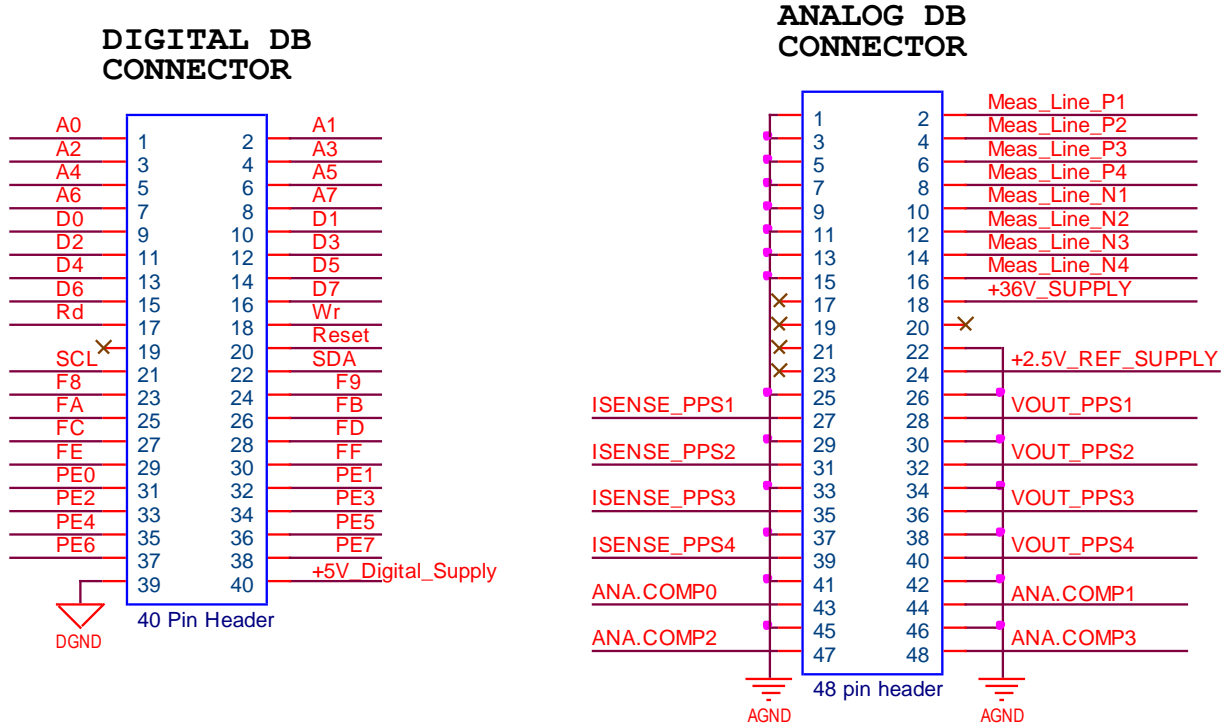 DIGITAL DB
CONNECTOR
A0 1 2 A1
A2 3 4 A3
A4 5 6 A5
A6 7 8 A7
D0 9 10 D1
D2 11 12 D3
D4 13 14 D5
D6 15 16 D7
Rd 17 18 Wr
19 20 Reset
SCL 21 22 SDA
F8 23 24 F9
FA 25 26 FB
FC 27 28 FD
FE 29 30 FF
PE0 31 32 PE1
PE2 33 34 PE3
PE4 35 36 PE5
PE6 37 38 PE7
39 40 +5V_Digital_Supply
40 Pin Header
DGND
ANALOG DB
CONNECTOR
1 2 Meas_Line_P1
3 4 Meas_Line_P2
5 6 Meas_Line_P3
7 8 Meas_Line_P4
9 10 Meas_Line_N1
11 12 Meas_Line_N2
13 14 Meas_Line_N3
15 16 Meas_Line_N4
17 18 +36V_SUPPLY
19 20
21 22
23 24 +2.5V_REF_SUPPLY
25 26
ISENSE_PPS1 27 28 VOUT_PPS1
29 30
ISENSE_PPS2 31 32 VOUT_PPS2
33 34
ISENSE_PPS3 35 36 VOUT_PPS3
37 38
ISENSE_PPS4 39 40 VOUT_PPS4
41 42
ANA.COMP0 43 44 ANA.COMP1
45 46
ANA.COMP2 47 48 ANA.COMP3
48 pin header
AGND
AGND